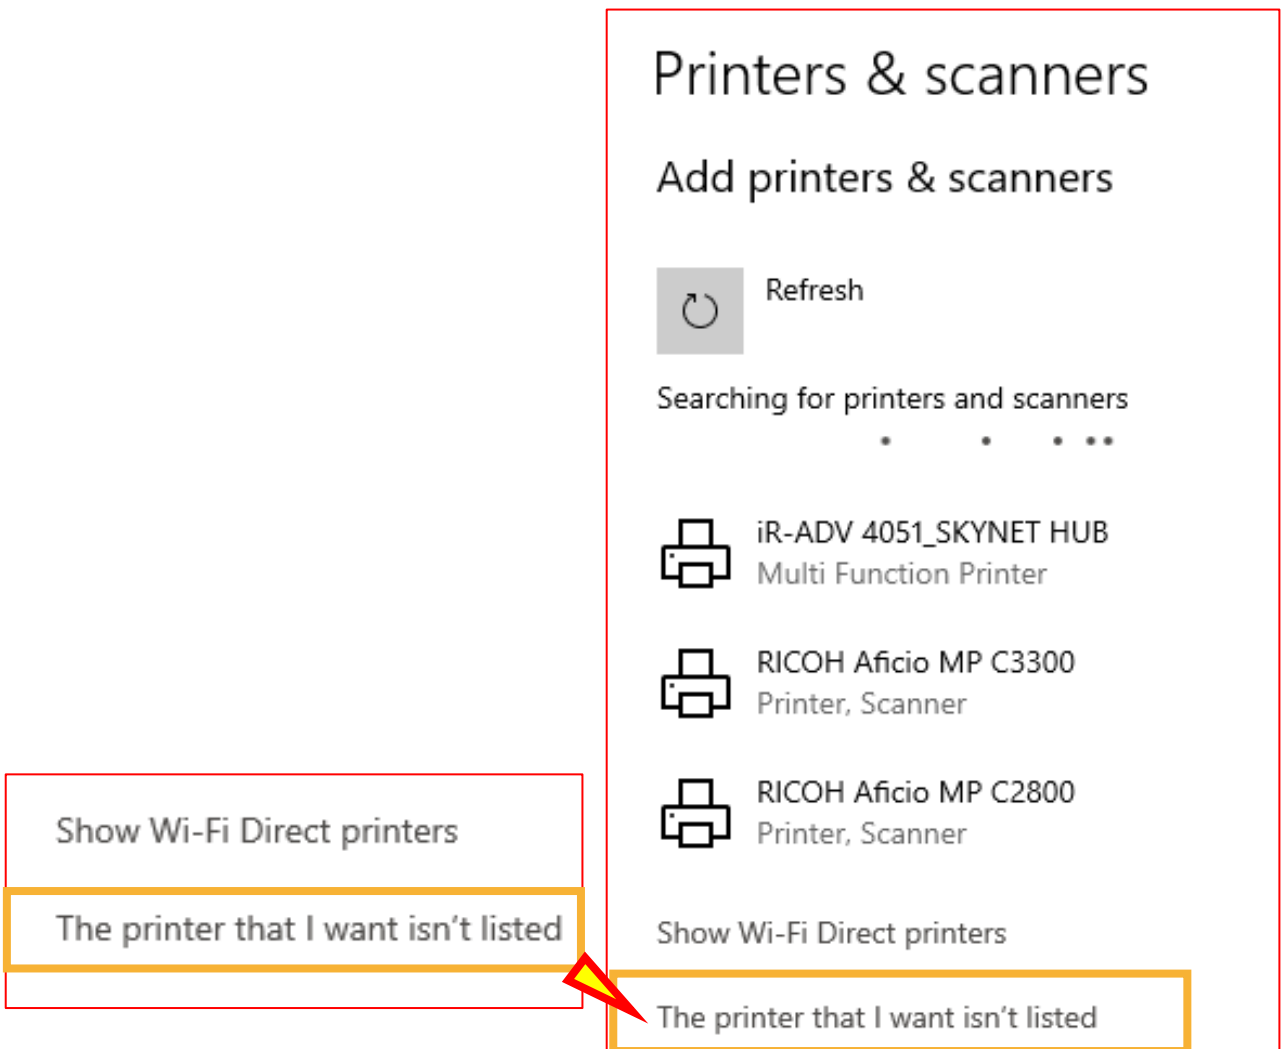 Printers & scanners
Add printers & scanners
Refresh
Searching for printers and scanners
iR-ADV 4051_SKYNET HUB
Multi Function Printer
RICOH Aficio MP C3300
Printer, Scanner
RICOH Aficio MP C2800
Printer, Scanner
Show Wi-Fi Direct printers
The printer that I want isn't listed
Show Wi-Fi Direct printers
The printer that I want isn't listed